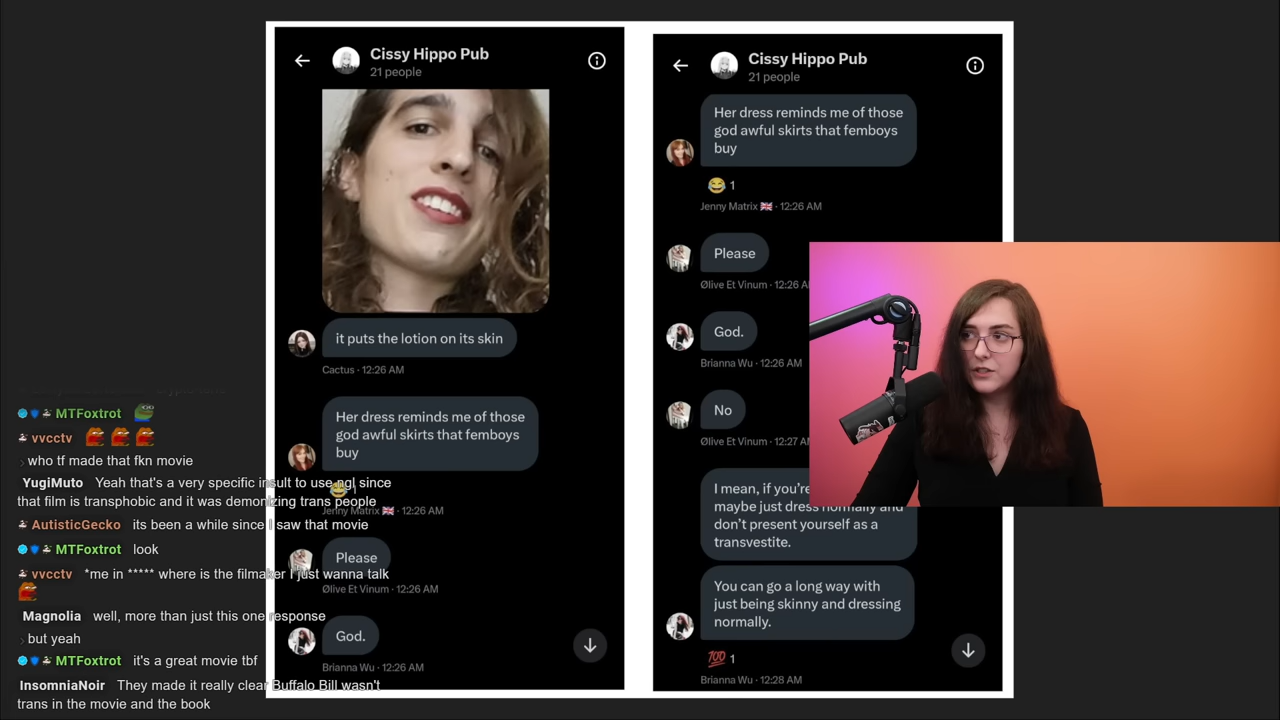 Cissy Hippo Pub
21 people
it puts the lotion on its skin
Cactus · 12:26 AM
Her dress reminds me of those
god awful skirts that femboys
buy
😂 1
Jenny Matrix 🇬🇧 · 12:26 AM
Please
Ølive Et Vinum · 12:26 AM
God.
Brianna Wu · 12:26 AM
Cissy Hippo Pub
21 people
Her dress reminds me of those
god awful skirts that femboys
buy
😂 1
Jenny Matrix 🇬🇧 · 12:26 AM
Please
Ølive Et Vinum · 12:26 A
God.
Brianna Wu · 12:26 AM
No
Ølive Et Vinum · 12:27 A
I mean, if you're
maybe just dress normally and
don't present yourself as a
transvestite.
You can go a long way with
just being skinny and dressing
normally.
💯 1
Brianna Wu · 12:28 AM
MTFoxtrot
vvcctv
who tf made that fkn movie
YugiMuto Yeah that's a very specific insult to use ngl since
that film is transphobic and it was demonizing trans people
AutisticGecko its been a while since I saw that movie
MTFoxtrot look
vvcctv *me in ***** where is the filmaker I just wanna talk
Magnolia well, more than just this one response
but yeah
MTFoxtrot it's a great movie tbf
InsomniaNoir They made it really clear Buffalo Bill wasn't
trans in the movie and the book